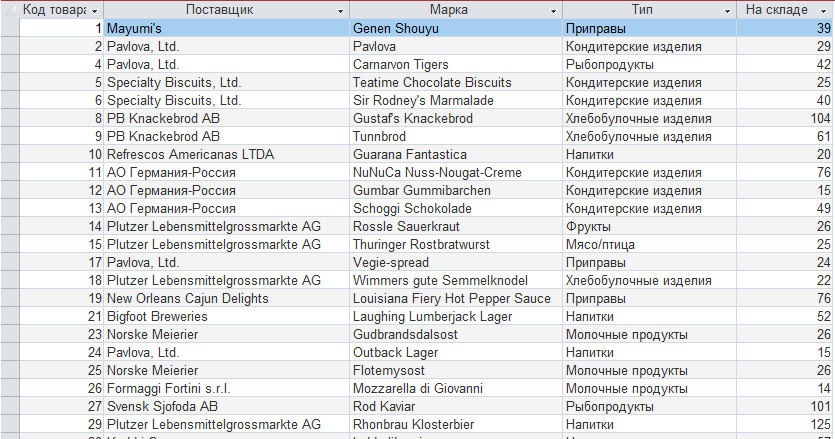 Код товара Поставщик Марка Тип На складе
1 Mayumi's Genen Shouyu Приправы 39
2 Pavlova, Ltd. Pavlova Кондитерские изделия 29
4 Pavlova, Ltd. Carnarvon Tigers Рыбопродукты 42
5 Specialty Biscuits, Ltd. Teatime Chocolate Biscuits Кондитерские изделия 25
6 Specialty Biscuits, Ltd. Sir Rodney's Marmalade Кондитерские изделия 40
8 PB Knackebrod AB Gustaf's Knackebrod Хлебобулочные изделия 104
9 PB Knackebrod AB Tunnbrod Хлебобулочные изделия 61
10 Refrescos Americanas LTDA Guarana Fantastica Напитки 20
11 АО Германия-Россия NuNuCa Nuss-Nougat-Creme Кондитерские изделия 76
12 АО Германия-Россия Gumbar Gummibarchen Кондитерские изделия 15
13 АО Германия-Россия Schoggi Schokolade Кондитерские изделия 49
14 Plutzer Lebensmittelgrossmarkte AG Rossle Sauerkraut Фрукты 26
15 Plutzer Lebensmittelgrossmarkte AG Thuringer Rostbratwurst Мясо/птица 25
17 Pavlova, Ltd. Vegie-spread Приправы 24
18 Plutzer Lebensmittelgrossmarkte AG Wimmers gute Semmelknodel Хлебобулочные изделия 22
19 New Orleans Cajun Delights Louisiana Fiery Hot Pepper Sauce Приправы 76
21 Bigfoot Breweries Laughing Lumberjack Lager Напитки 52
23 Norske Meierier Gudbrandsdalsost Молочные продукты 26
24 Pavlova, Ltd. Outback Lager Напитки 15
25 Norske Meierier Flotemysost Молочные продукты 26
26 Formaggi Fortini s.r.l. Mozzarella di Giovanni Молочные продукты 14
27 Svensk Sjofoda AB Rod Kaviar Рыбопродукты 101
29 Plutzer Lebensmittelgrossmarkte AG Rhonbrau Klosterbier Напитки 125